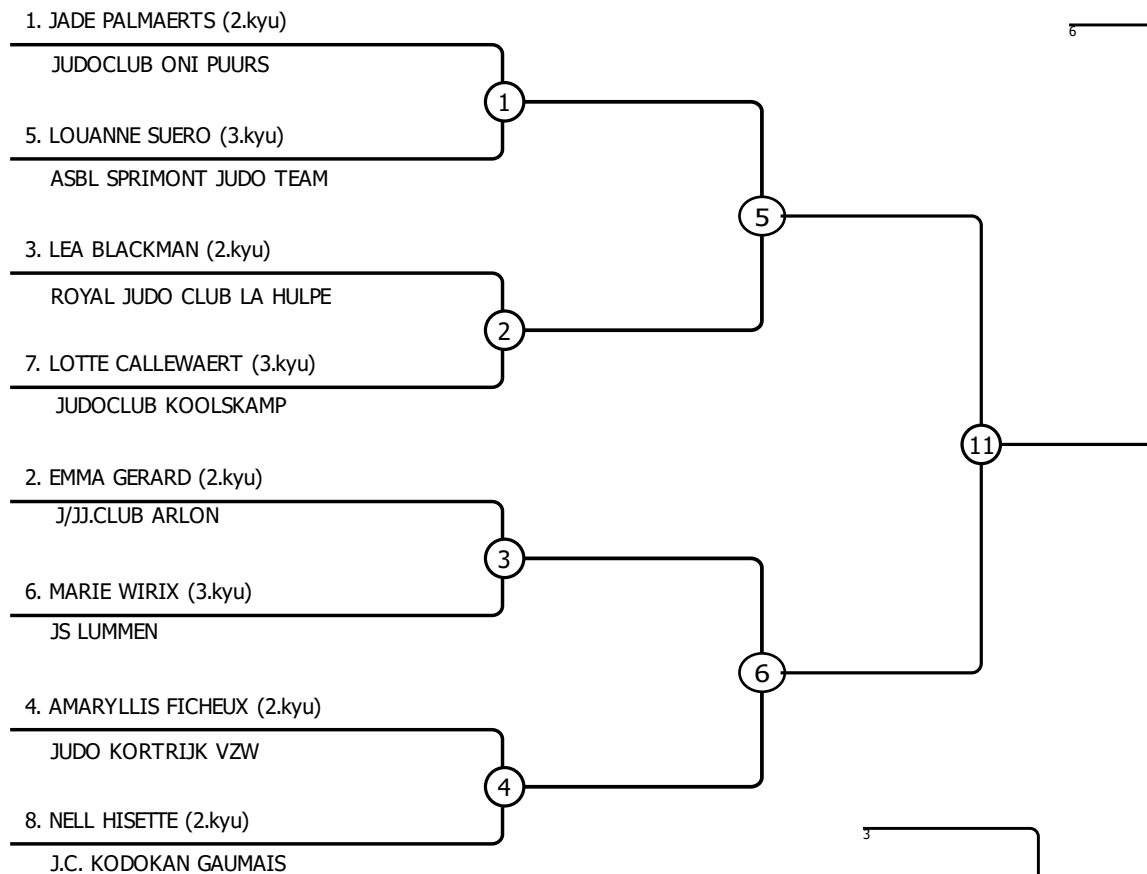 1. JADE PALMAERTS (2.kyu)
6
JUDOCLUB ONI PUURS
1
5. LOUANNE SUERO (3.kyu)
ASBL SPRIMONT JUDO TEAM
5
3. LEA BLACKMAN (2.kyu)
ROYAL JUDO CLUB LA HULPE
2
7. LOTTE CALLEWAERT (3.kyu)
JUDOCLUB KOOLSKAMP
11
2. EMMA GERARD (2.kyu)
J/JJ.CLUB ARLON
3
6. MARIE WIRIX (3.kyu)
JS LUMMEN
6
4. AMARYLLIS FICHEUX (2.kyu)
JUDO KORTRIJK VZW
4
8. NELL HISETTE (2.kyu)
3
J.C. KODOKAN GAUMAIS